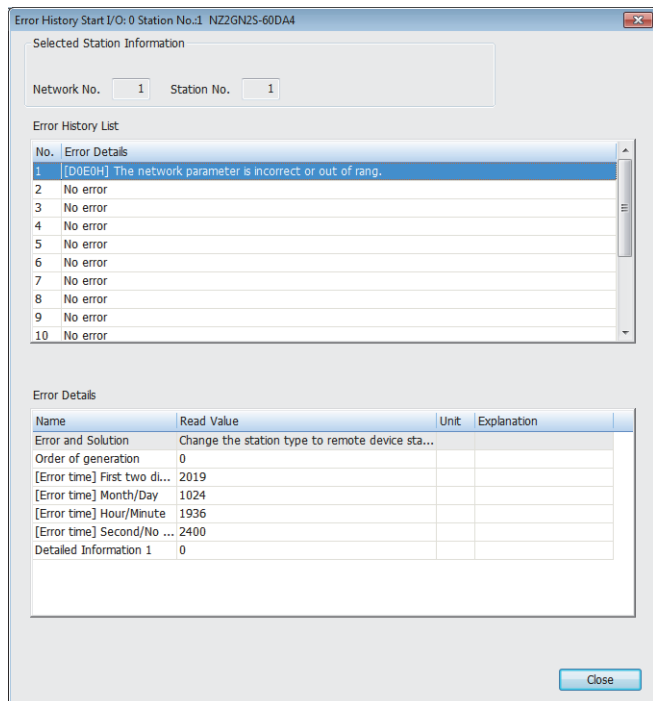 Error History Start I/O: 0 Station No.:1 NZ2GN2S-60DA4
Selected Station Information
Network No. 1 Station No. 1
Error History List
No. Error Details
1 [D0E0H] The network parameter is incorrect or out of rang.
2 No error
3 No error
4 No error
5 No error
6 No error
7 No error
8 No error
9 No error
10 No error
Error Details
Name Read Value Unit Explanation
Error and Solution Change the station type to remote device sta...
Order of generation 0
[Error time] First two di... 2019
[Error time] Month/Day 1024
[Error time] Hour/Minute 1936
[Error time] Second/No ... 2400
Detailed Information 1 0
Close